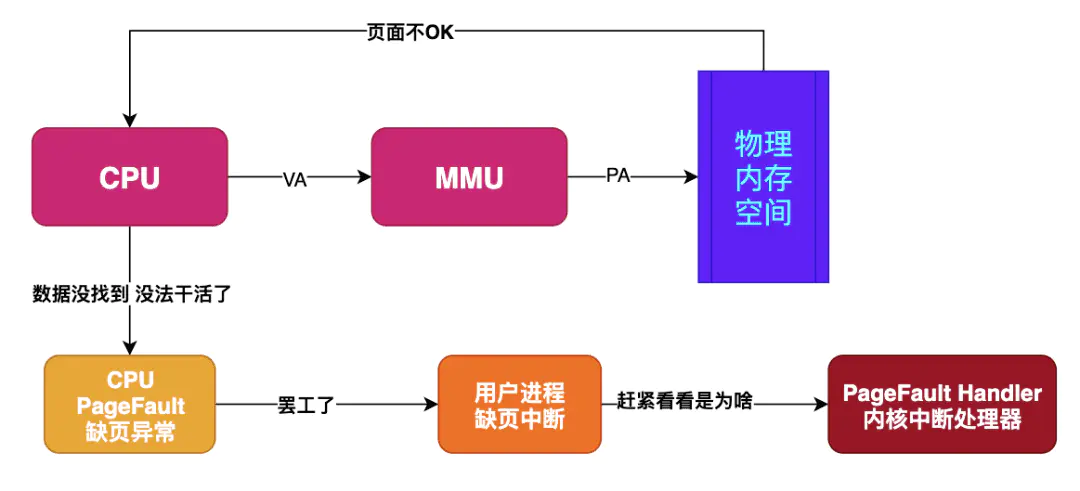 页面不OK
CPU
VA
MMU
PA
物理
内存
空间
数据没找到 没法干活了
CPU
PageFault
缺页异常
罢工了
用户进程
缺页中断
赶紧看看是为啥
PageFault Handler
内核中断处理器